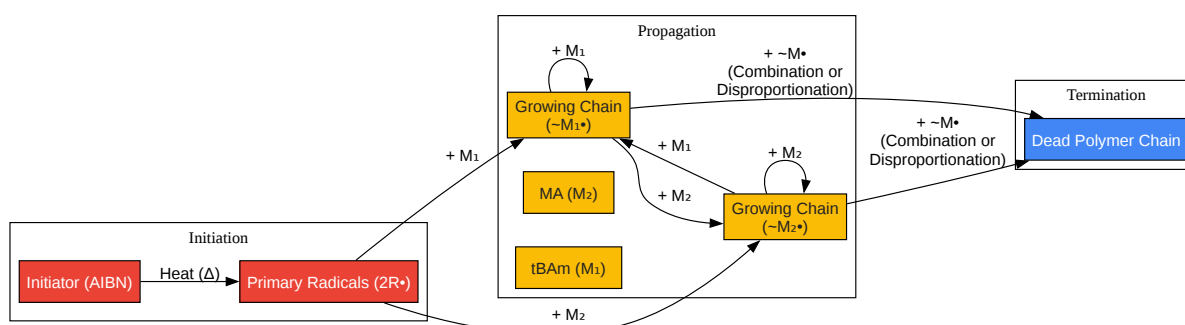 Propagation
+ M₁
+ ~M•
(Combination or
Disproportionation)
Termination
Growing Chain
(~M₁•)
+ ~M•
(Combination or
Disproportionation)
Dead Polymer Chain
+ M₁
+ M₁
+ M₂
MA (M₂)
+ M₂
Growing Chain
(~M₂•)
Initiation
Initiator (AIBN)
Heat (Δ)
Primary Radicals (2R•)
tBAm (M₁)
+ M₂